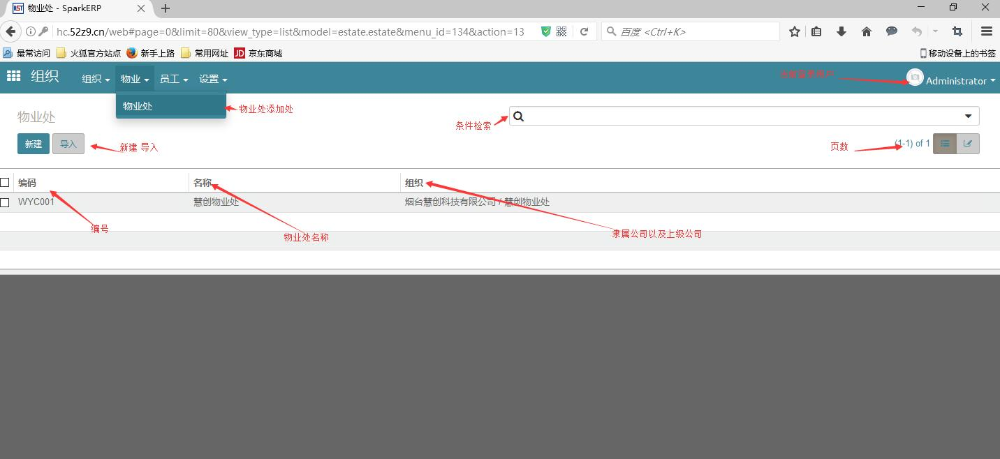 物业处 - SparkERP
hc.52z9.cn/web#page=0&limit=80&view_type=list&model=estate.estate&menu_id=134&action=13
百度 <Ctrl+K>
最常访问 火狐官方站点 新手上路 常用网址 JD 京东商城 移动设备上的书签
组织 组织 物业 员工 设置 当前登录用户 Administrator
物业处 物业处添加处
物业处 条件检索
新建 导入 新建 导入 页数 (1-1) of 1
编码 名称 组织
WYC001 慧创物业处 烟台慧创科技有限公司 / 慧创物业处
编号 物业处名称 隶属公司以及上级公司